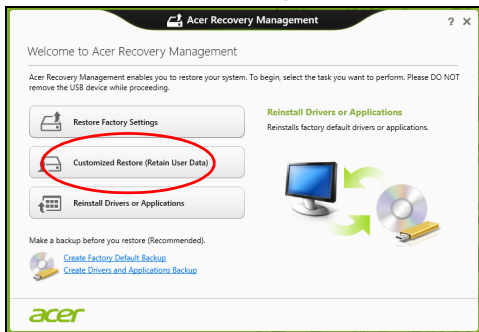 Acer Recovery Management
? X
Welcome to Acer Recovery Management
Acer Recovery Management enables you to restore your system. To begin, select the task you want to perform. Please DO NOT
remove the USB device while proceeding.
Restore Factory Settings
Customized Restore (Retain User Data)
Reinstall Drivers or Applications
Reinstall Drivers or Applications
Reinstalls factory default drivers or applications.
Make a backup before you restore (Recommended).
Create Factory Default Backup
Create Drivers and Applications Backup
acer